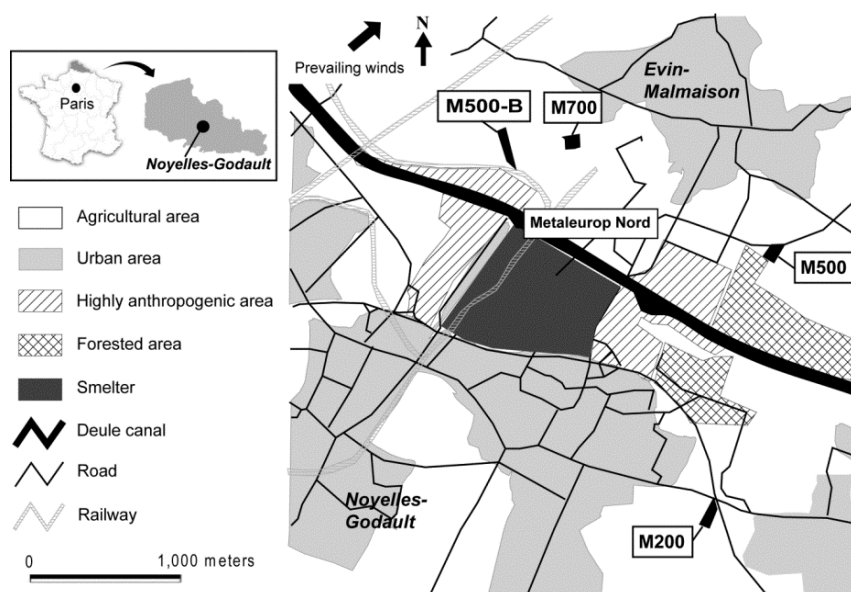 Paris
Noyelles-Godault
Agricultural area
Urban area
Highly anthropogenic area
Forested area
Smelter
Deule canal
Road
Railway
0
1,000 meters
Prevailing winds
N
M500-B
M700
Evin-
Malmaison
Metaleurop Nord
M500
Noyelles-
Godault
M200